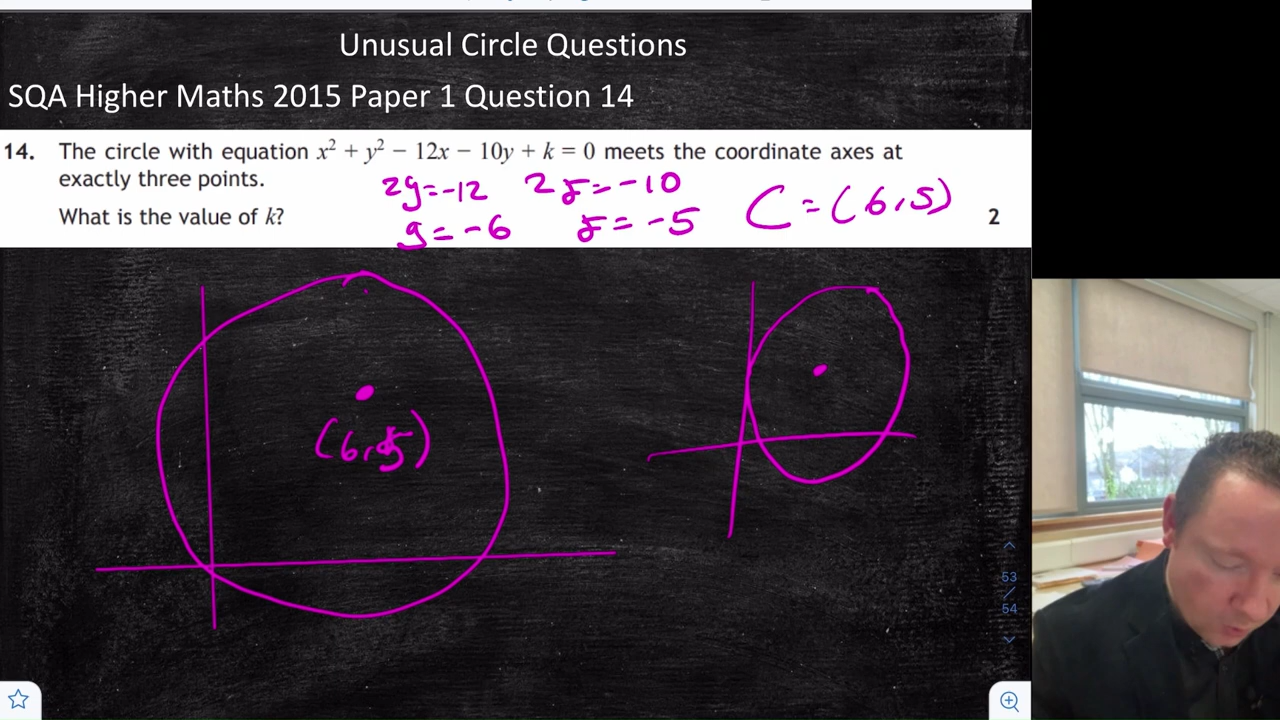 Unusual Circle Questions
SQA Higher Maths 2015 Paper 1 Question 14
14. The circle with equation x² + y² − 12x − 10y + k = 0 meets the coordinate axes at
exactly three points.
2g=-12 2f=-10
What is the value of k? 2
g=-6 f=-5 C=(6,5)
(6,5)
53
/
54